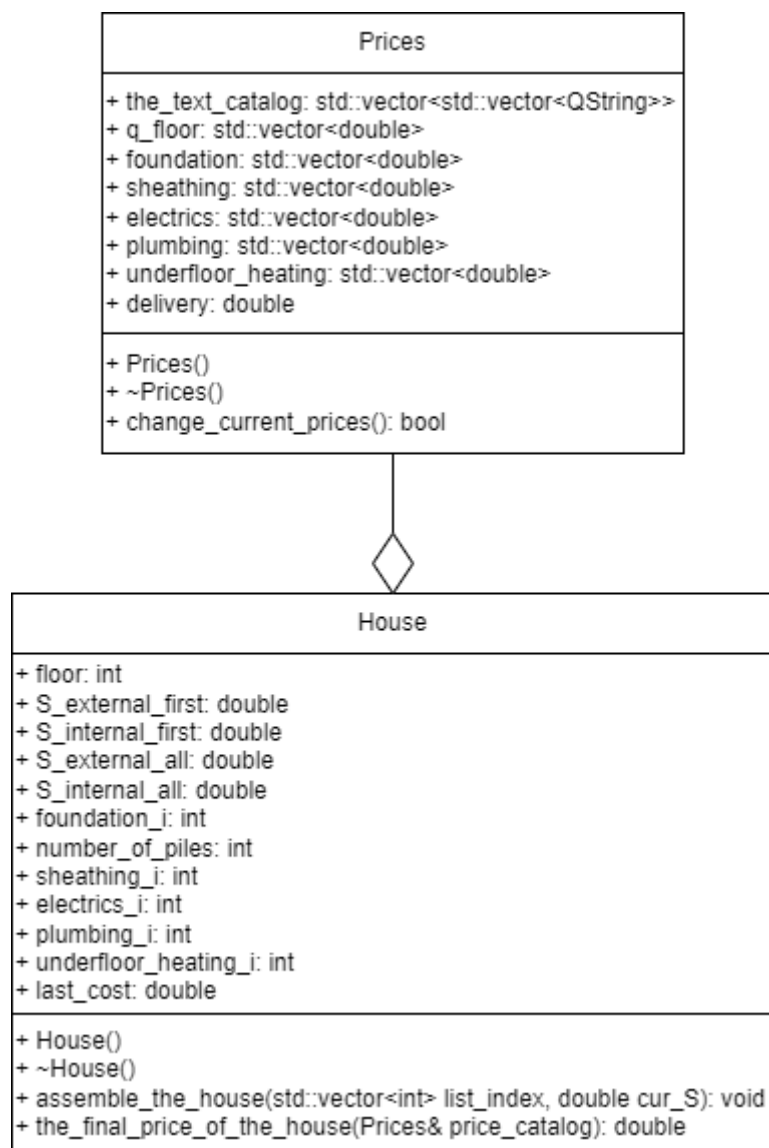 Prices
+ the_text_catalog: std::vector<std::vector<QString>>
+ q_floor: std::vector<double>
+ foundation: std::vector<double>
+ sheathing: std::vector<double>
+ electrics: std::vector<double>
+ plumbing: std::vector<double>
+ underfloor_heating: std::vector<double>
+ delivery: double
+ Prices()
+ ~Prices()
+ change_current_prices(): bool
House
+ floor: int
+ S_external_first: double
+ S_internal_first: double
+ S_external_all: double
+ S_internal_all: double
+ foundation_i: int
+ number_of_piles: int
+ sheathing_i: int
+ electrics_i: int
+ plumbing_i: int
+ underfloor_heating_i: int
+ last_cost: double
+ House()
+ ~House()
+ assemble_the_house(std::vector<int> list_index, double cur_S): void
+ the_final_price_of_the_house(Prices& price_catalog): double